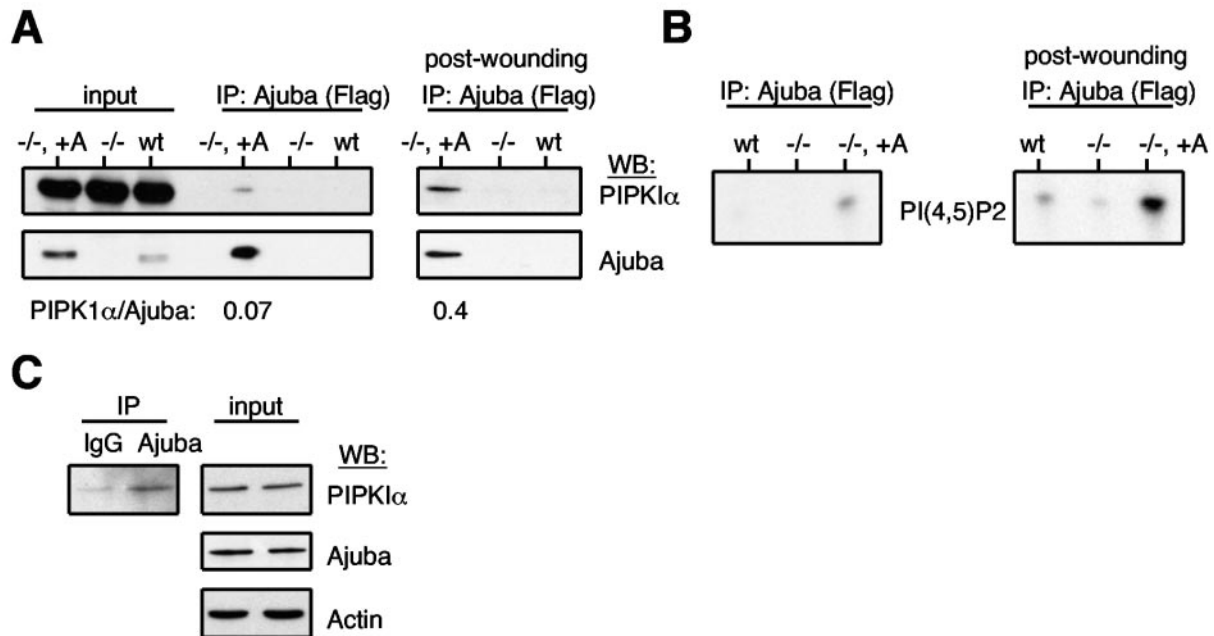 A
input
IP: Ajuba (Flag)
post-wounding
IP: Ajuba (Flag)
-/-, +A -/- wt -/-, +A -/- wt -/-, +A -/- wt
WB:
PIPKIα
Ajuba
PIPK1α/Ajuba: 0.07 0.4
B
IP: Ajuba (Flag)
post-wounding
IP: Ajuba (Flag)
wt -/- -/-, +A wt -/- -/-, +A
PI(4,5)P2
C
IP input
IgG Ajuba
WB:
PIPKIα
Ajuba
Actin